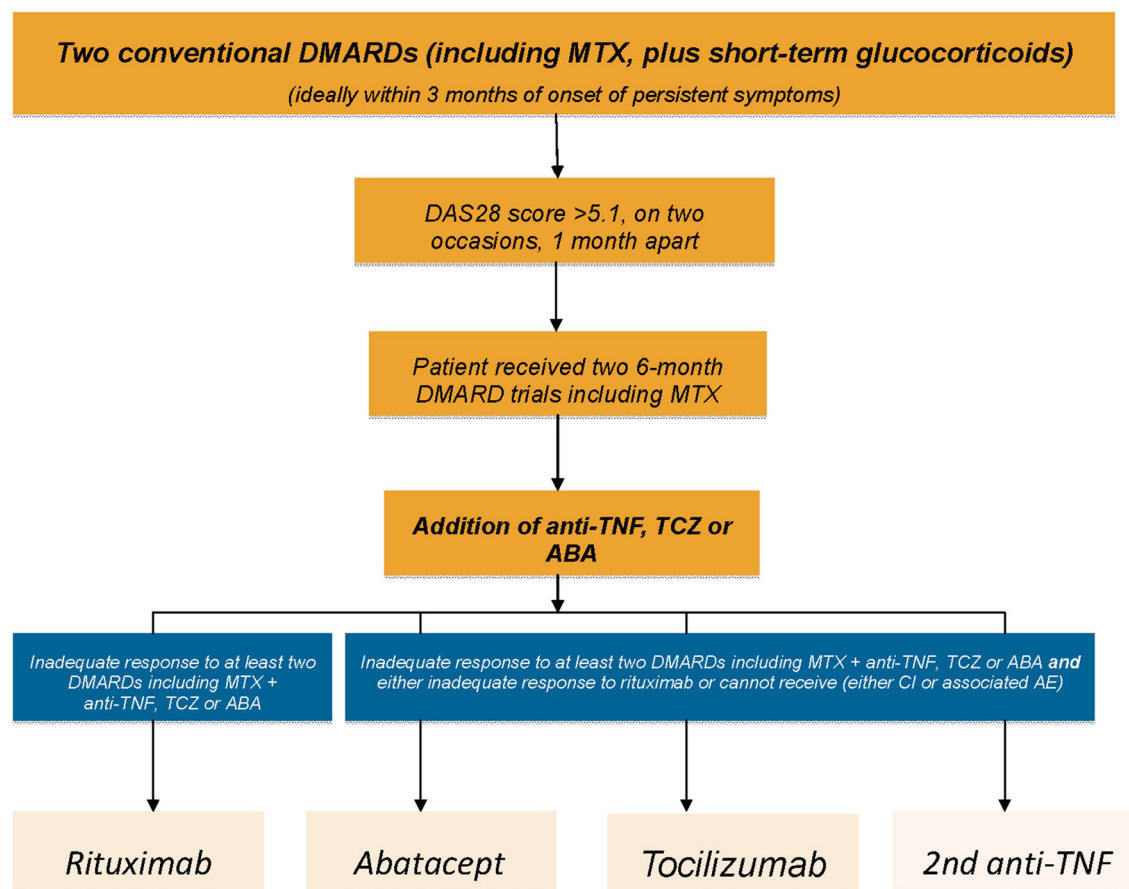 Two conventional DMARDs (including MTX, plus short-term glucocorticoids)
(ideally within 3 months of onset of persistent symptoms)
DAS28 score >5.1, on two
occasions, 1 month apart
Patient received two 6-month
DMARD trials including MTX
Addition of anti-TNF, TCZ or
ABA
Inadequate response to at least two
DMARDs including MTX +
anti-TNF, TCZ or ABA
Inadequate response to at least two DMARDs including MTX + anti-TNF, TCZ or ABA and
either inadequate response to rituximab or cannot receive (either CI or associated AE)
Rituximab
Abatacept
Tocilizumab
2nd anti-TNF